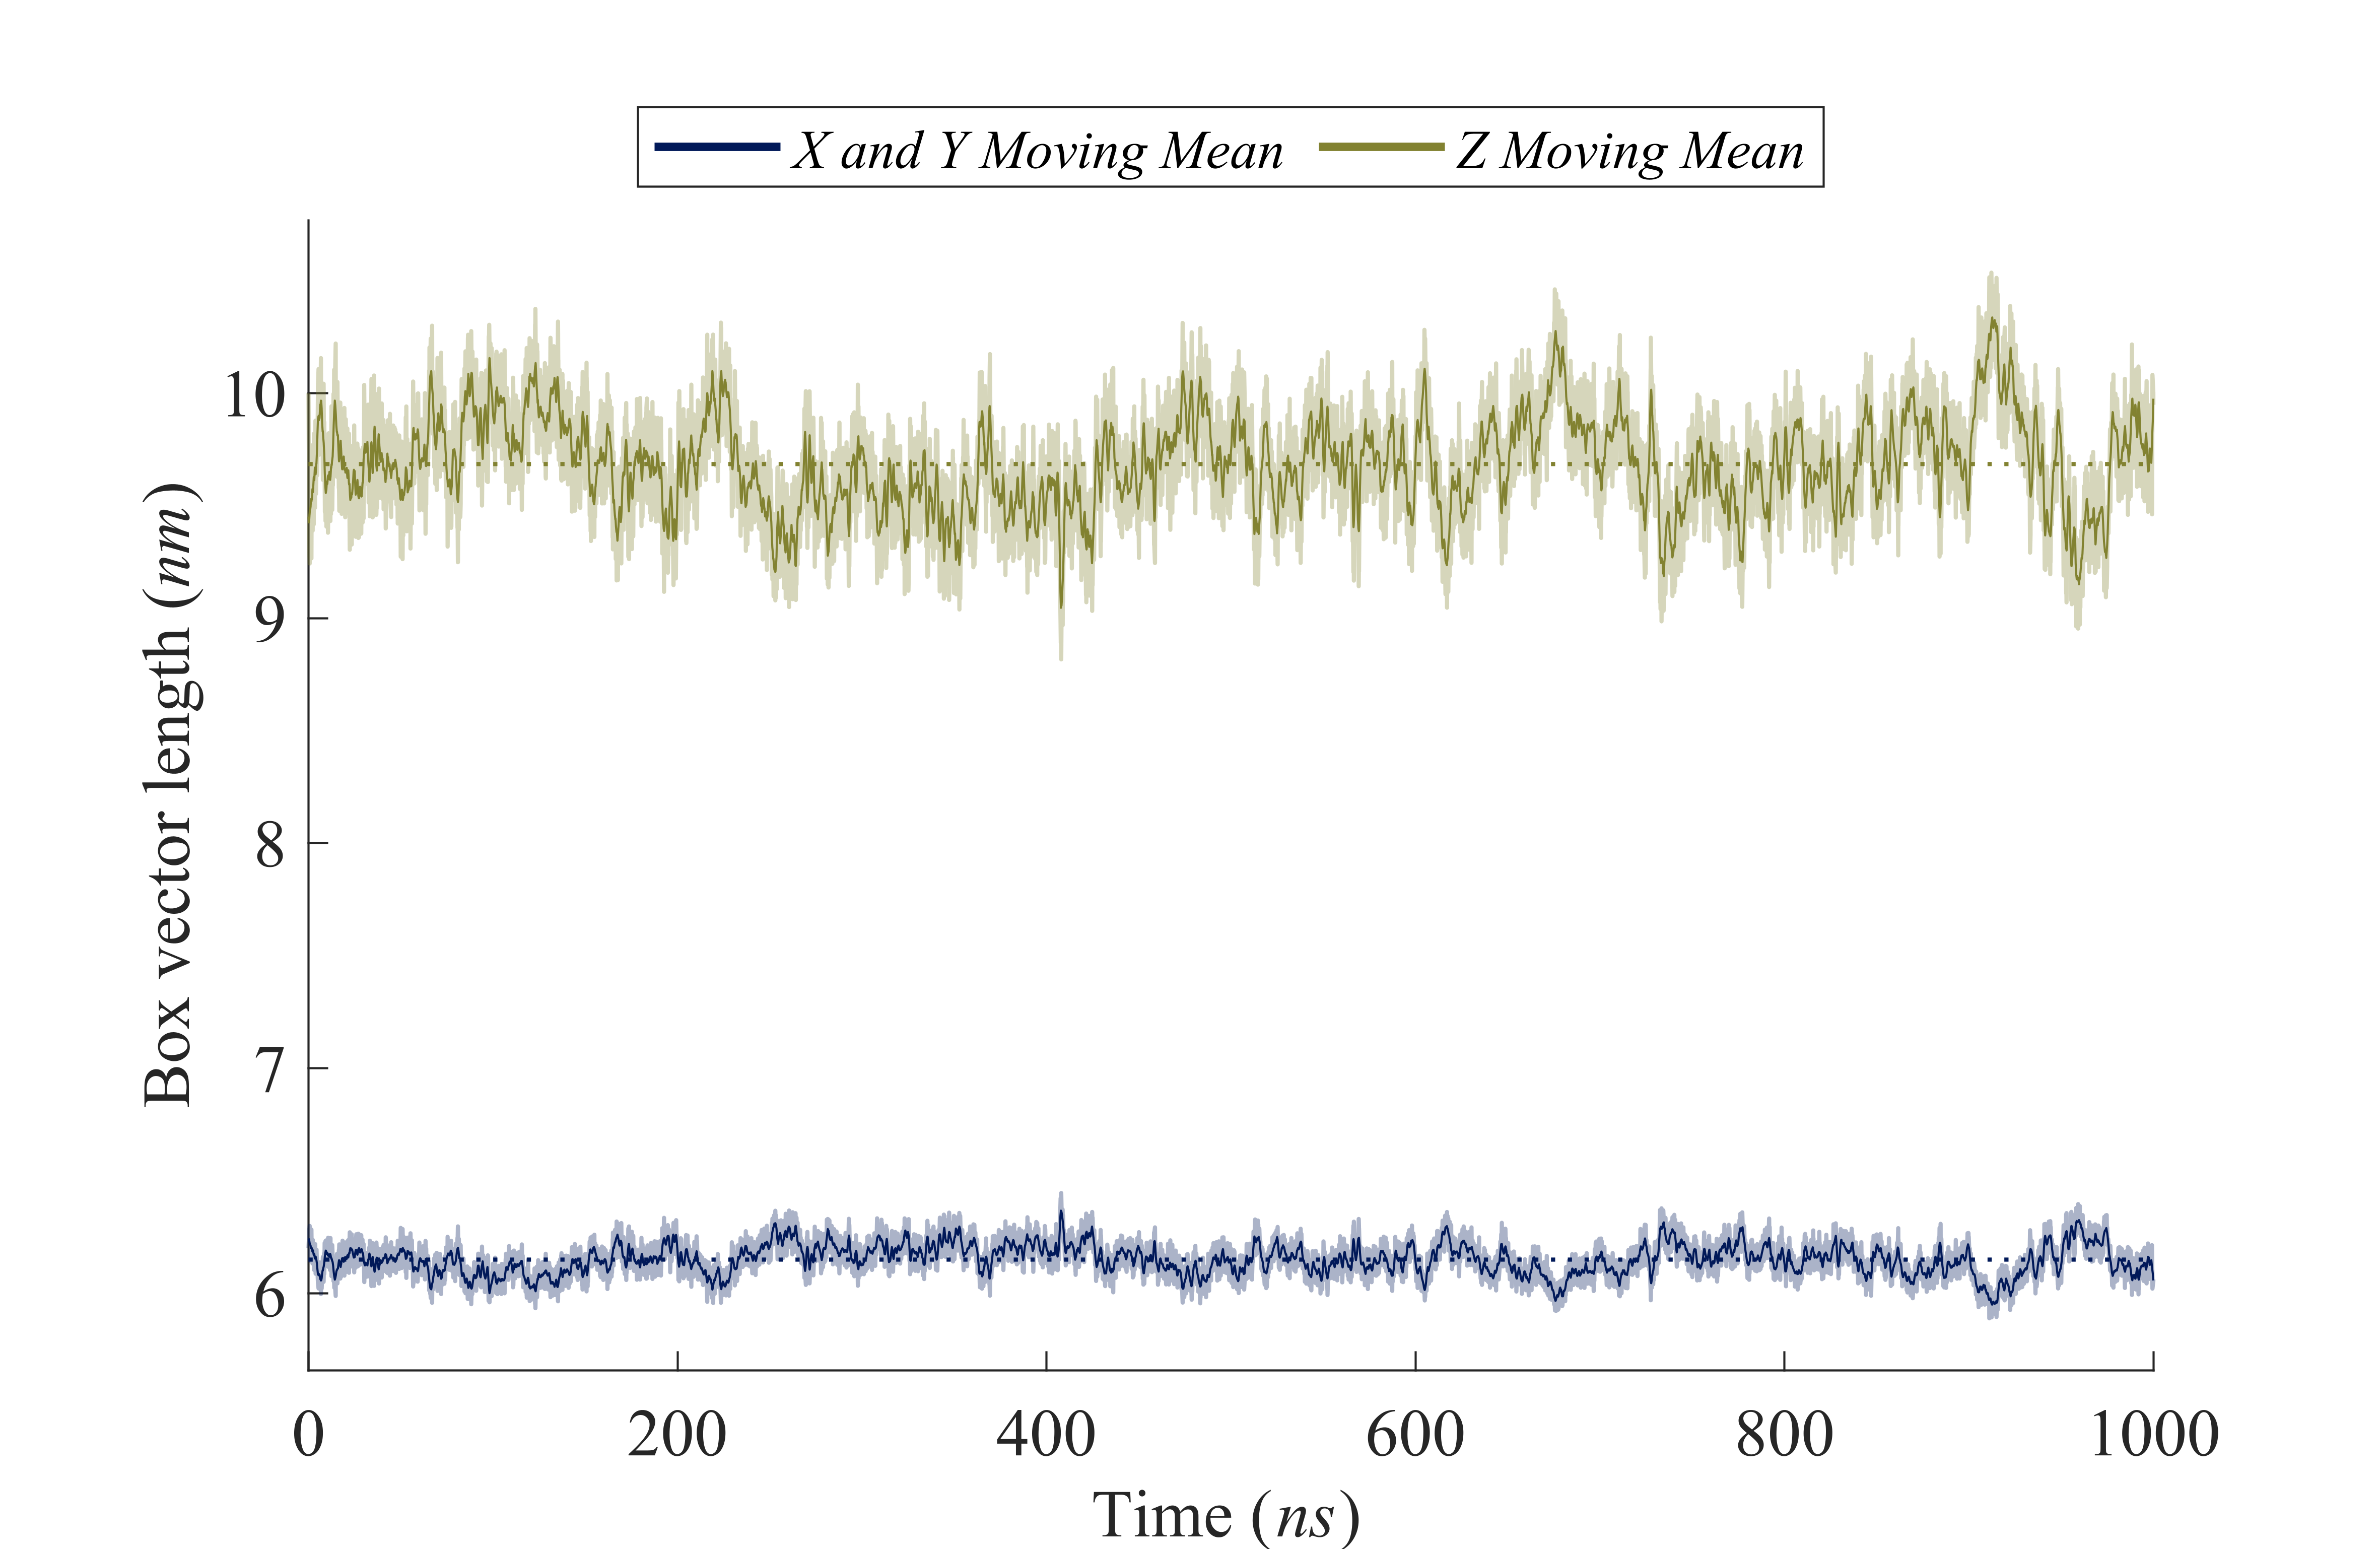 X and Y Moving Mean Z Moving Mean
Box vector length (nm)
10
9
8
7
6
0 200 400 600 800 1000
Time (ns)